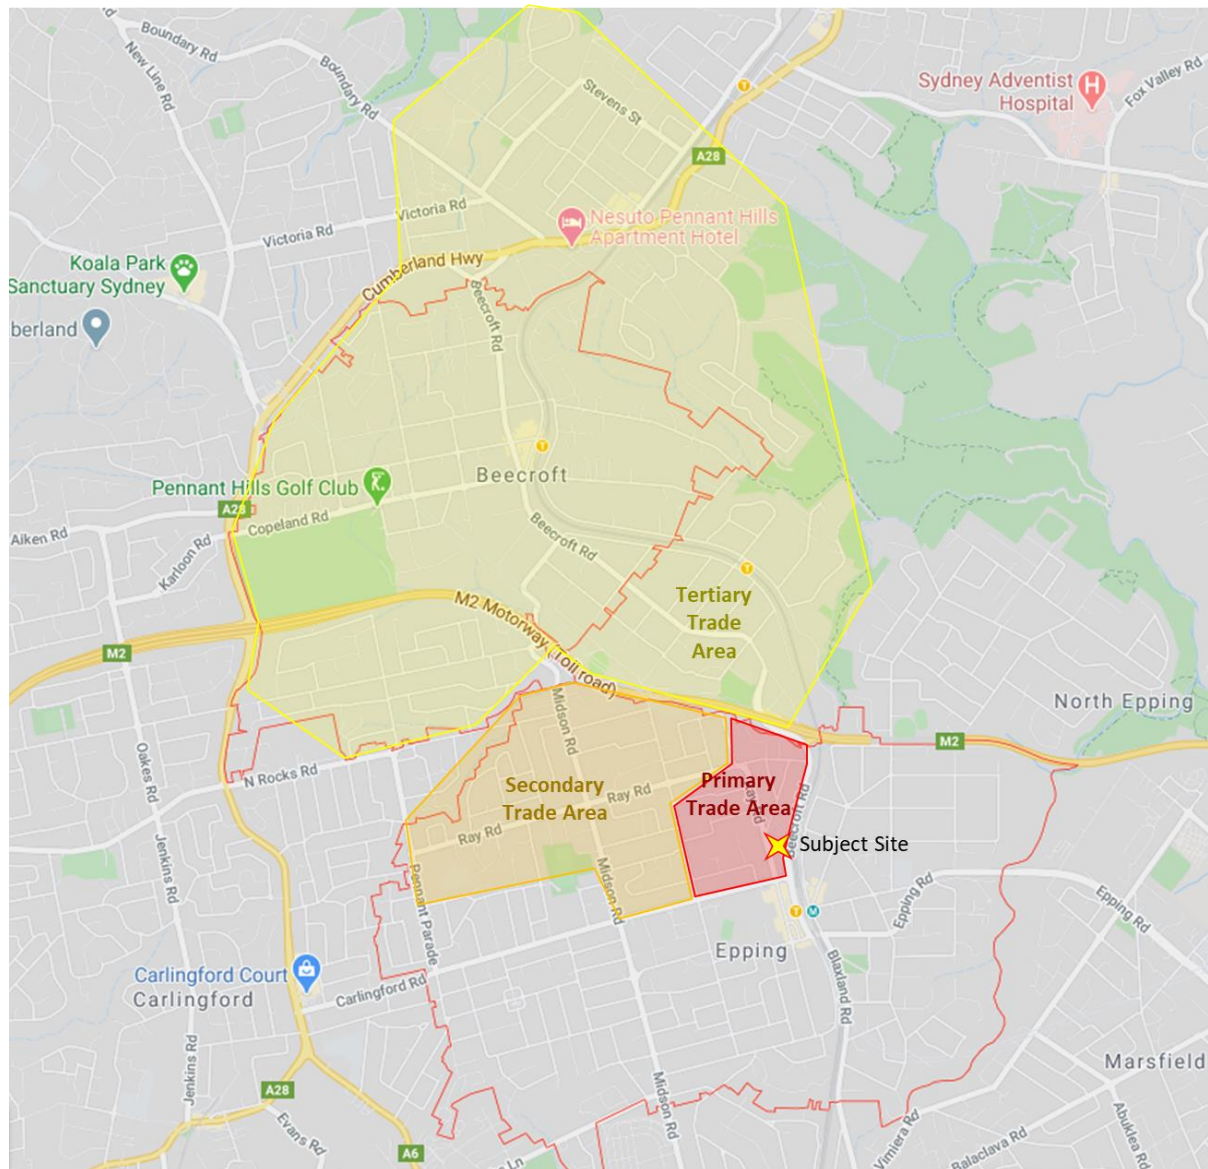 Boundary Rd
New Line Rd
Boundary Rd
Stevens St
Sydney Adventist
Hospital
Fox Valley Rd
T
H
A28
Victoria Rd
Nesuto Pennant Hills
Apartment Hotel
Victoria Rd
Koala Park
Sanctuary Sydney
Cumberland Hwy
berland
Beecroft Rd
T
Beecroft
Pennant Hills Golf Club
A28
Copeland Rd
Aiken Rd
Karloon Rd
Beecroft Rd
T
Tertiary
Trade
Area
M2 Motorway (Toll road)
M2
North Epping
Midson Rd
M2
Oakes Rd
N Rocks Rd
Secondary
Trade Area
Primary
Trade Area
Ray Rd
Ray Rd
Ray Rd
Beecroft Rd
Subject Site
Jenkins Rd
Pennant Parade
Midson Rd
Epping Rd
Epping Rd
T
M
Epping
Carlingford Court
Carlingford
Carlingford Rd
Blaxland Rd
Marsfield
Jenkins Rd
A28
Midson Rd
Evans Rd
A6
Ln
Vimiera Rd
Balaclava Rd
Abuklea Rd